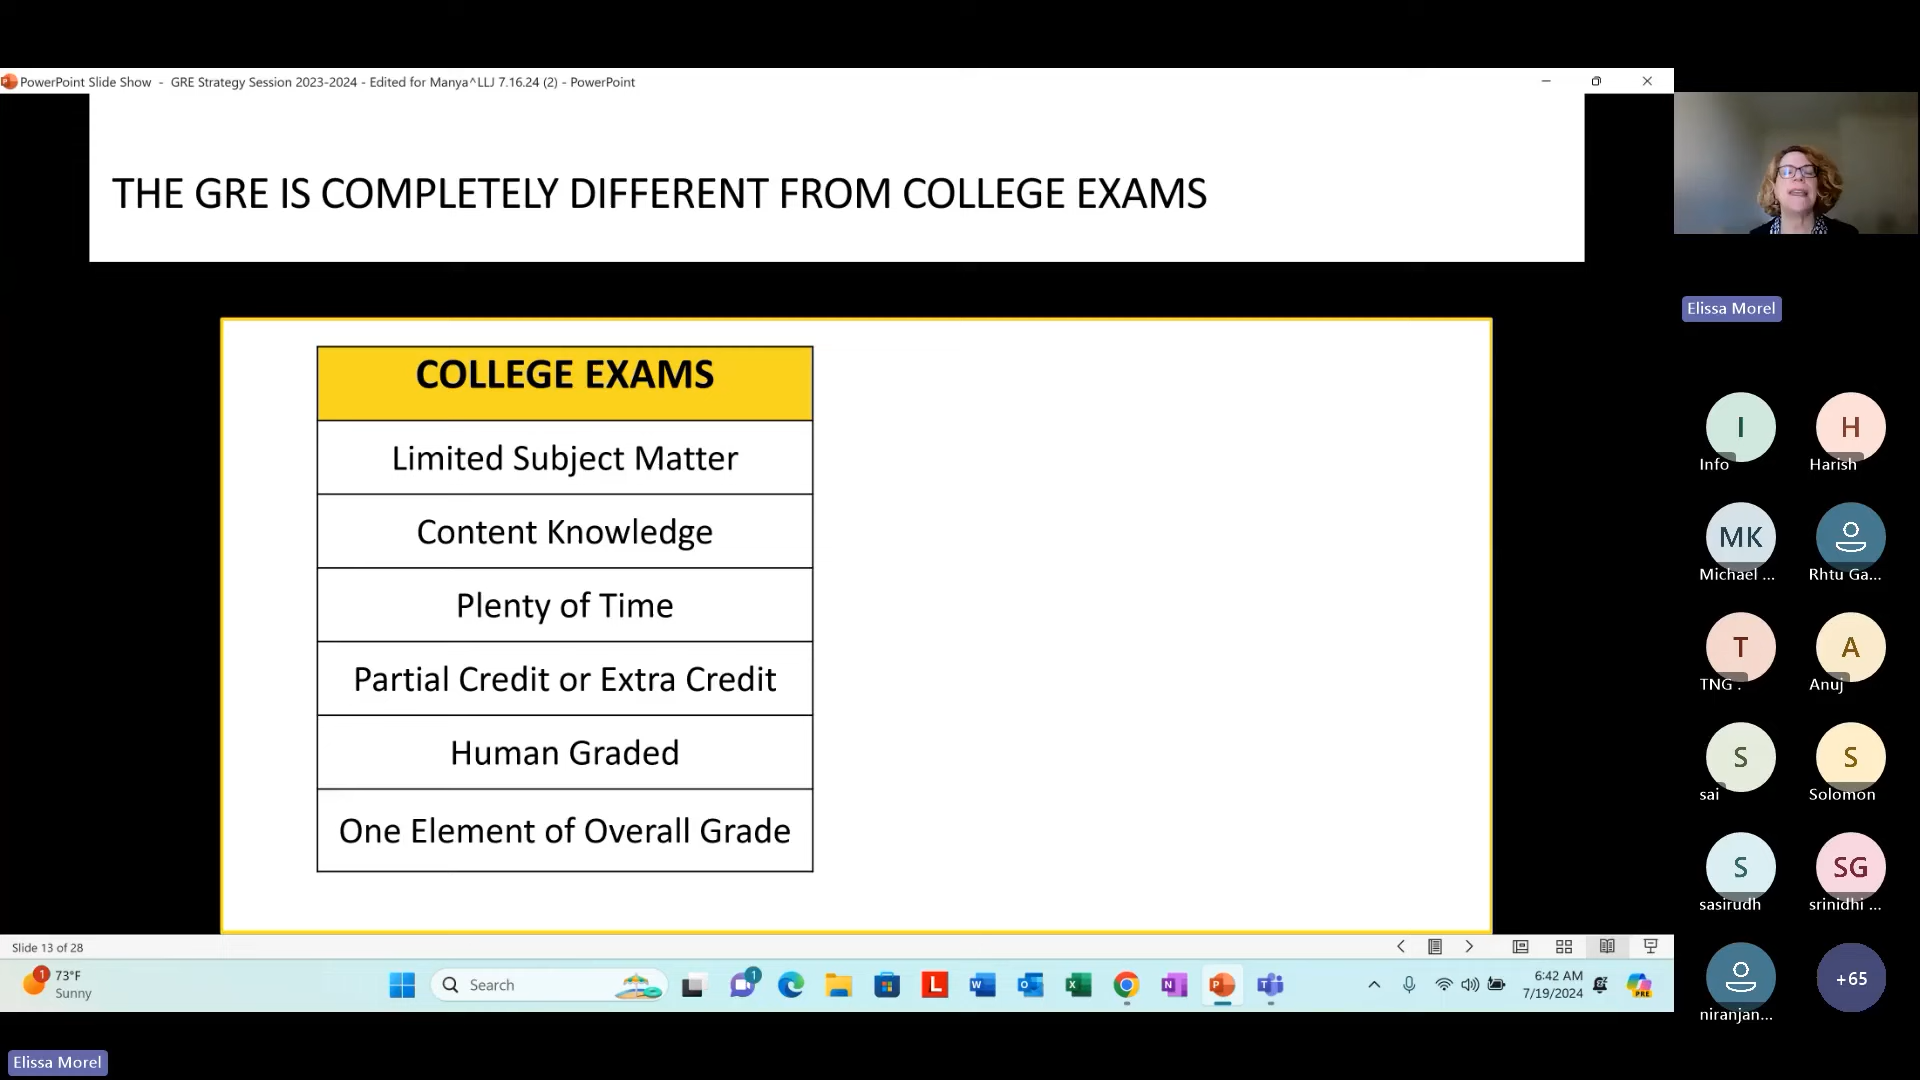 PowerPoint Slide Show - GRE Strategy Session 2023-2024 - Edited for Manya^LLJ 7.16.24 (2) - PowerPoint
THE GRE IS COMPLETELY DIFFERENT FROM COLLEGE EXAMS
COLLEGE EXAMS
Limited Subject Matter
Content Knowledge
Plenty of Time
Partial Credit or Extra Credit
Human Graded
One Element of Overall Grade
Elissa Morel
I
Info
H
Harish
MK
Michael ...
Rhtu Ga...
T
TNG .
A
Anuj
S
sai
S
Solomon
S
sasirudh
SG
srinidhi ...
niranjan...
+65
Slide 13 of 28
1
73°F
Sunny
Search
1
L
W
O
X
N
P
T
6:42 AM
7/19/2024
PRE
Elissa Morel